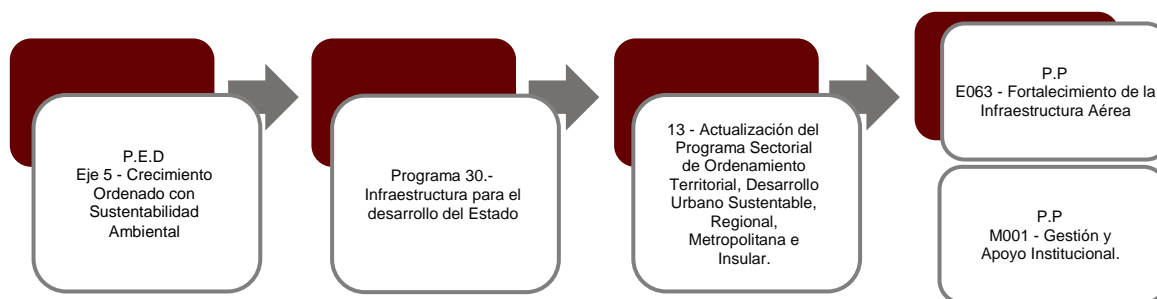 P.E.D
Eje 5 - Crecimiento
Ordenado con
Sustentabilidad
Ambiental
Programa 30.-
Infraestructura para el
desarrollo del Estado
13 - Actualización del
Programa Sectorial
de Ordenamiento
Territorial, Desarrollo
Urbano Sustentable,
Regional,
Metropolitana e
Insular.
P.P
E063 - Fortalecimiento de la
Infraestructura Aérea
P.P
M001 - Gestión y
Apoyo Institucional.